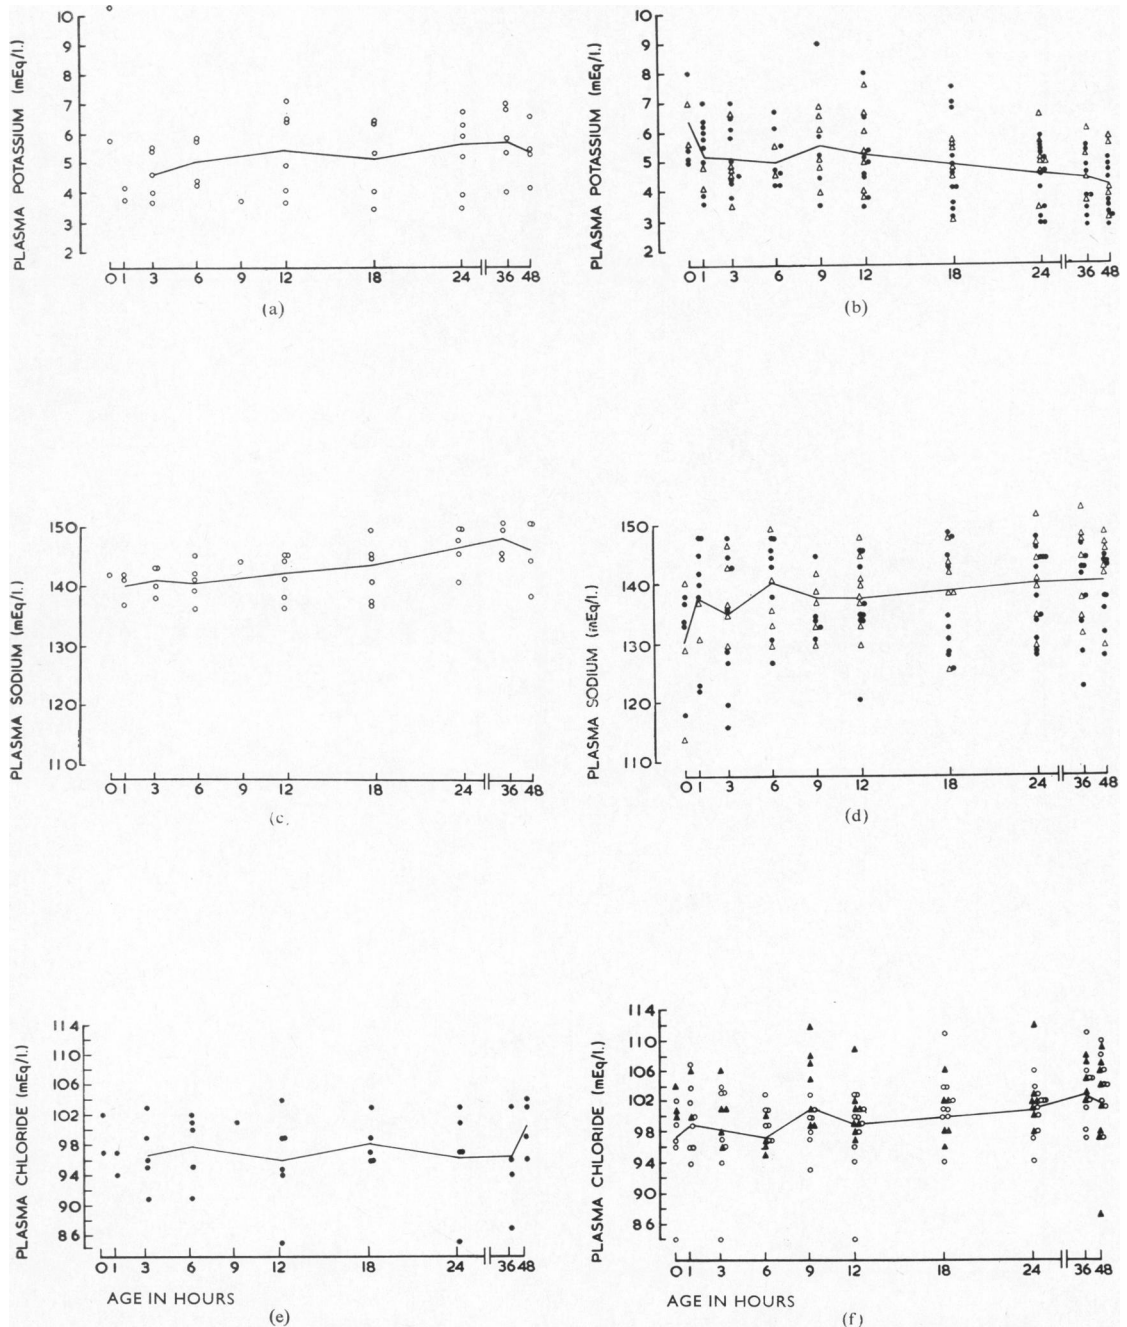 PLASMA POTASSIUM (mEq/l.)
10
9
8
7
6
5
4
3
2
0 1 3 6 9 12 18 24 36 48
(a)
PLASMA POTASSIUM (mEq/l.)
10
9
8
7
6
5
4
3
2
0 1 3 6 9 12 18 24 36 48
(b)
PLASMA SODIUM (mEq/l.)
150
140
130
120
110
0 1 3 6 9 12 18 24 36 48
(c)
PLASMA SODIUM (mEq/l.)
150
140
130
120
110
0 1 3 6 9 12 18 24 36 48
(d)
PLASMA CHLORIDE (mEq/l.)
114
110
106
102
98
94
90
86
0 1 3 6 9 12 18 24 36 48
AGE IN HOURS
(e)
PLASMA CHLORIDE (mEq/l.)
114
110
106
102
98
94
90
86
0 1 3 6 9 12 18 24 36 48
AGE IN HOURS
(f)